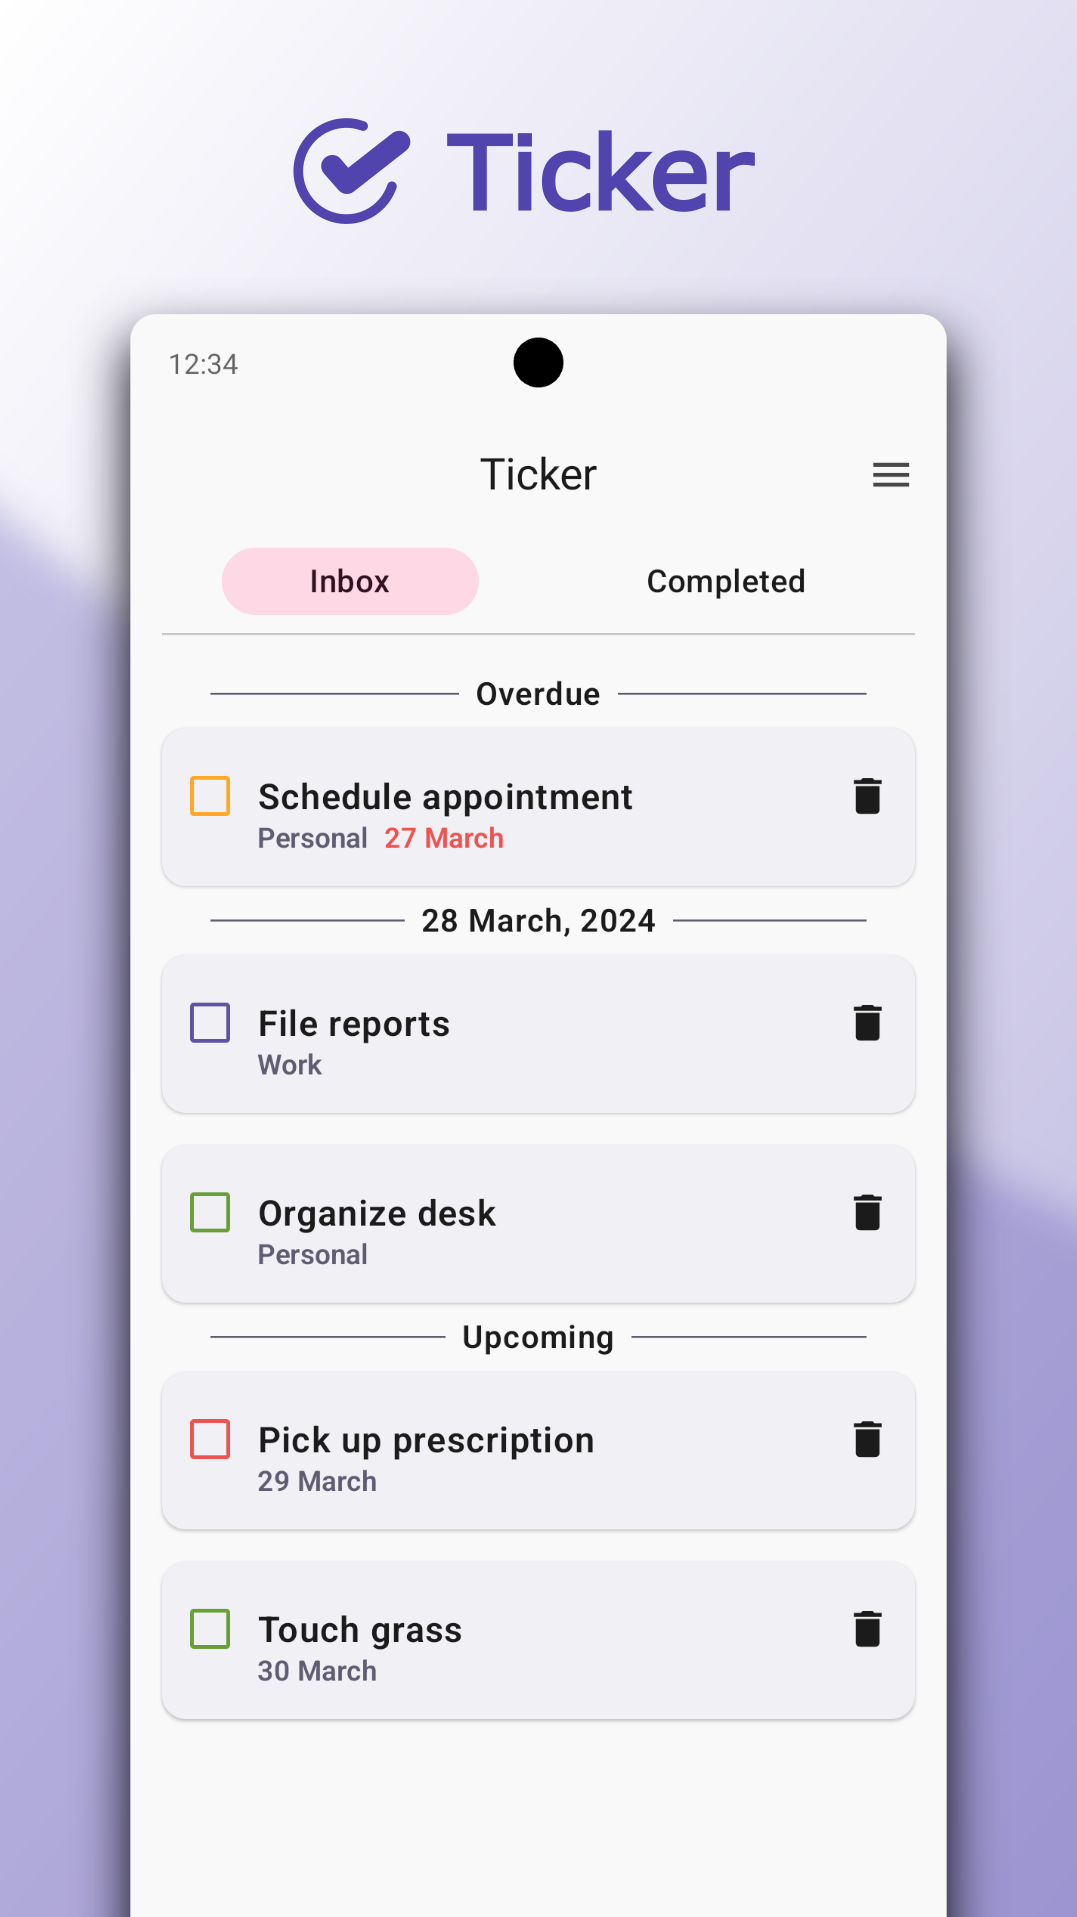 Ticker
12:34
Ticker
Inbox Completed
Overdue
Schedule appointment
Personal 27 March
28 March, 2024
File reports
Work
Organize desk
Personal
Upcoming
Pick up prescription
29 March
Touch grass
30 March